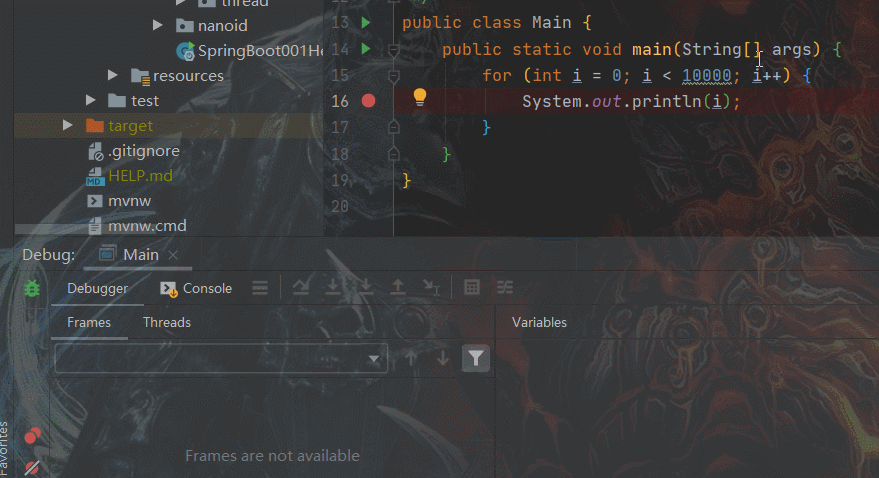 thread
nanoid
SpringBoot001He
resources
test
target
.gitignore
HELP.md
mvnw
mvnw.cmd
13 public class Main {
14 public static void main(String[] args) {
15 for (int i = 0; i < 10000; i++) {
16 System.out.println(i);
17 }
18 }
19 }
20
Debug: Main
Debugger Console
Frames Threads Variables
Frames are not available
Favorites